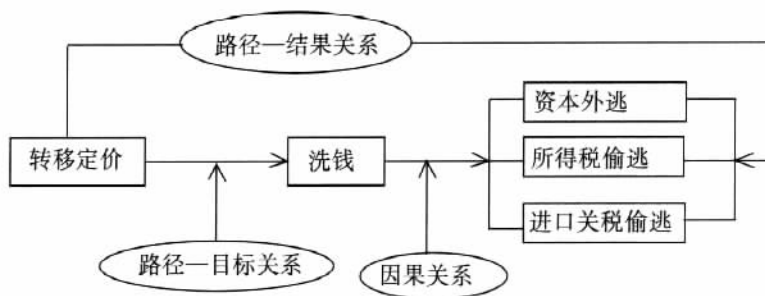 路径—结果关系
资本外逃
转移定价
洗钱
所得税偷逃
进口关税偷逃
路径—目标关系
因果关系